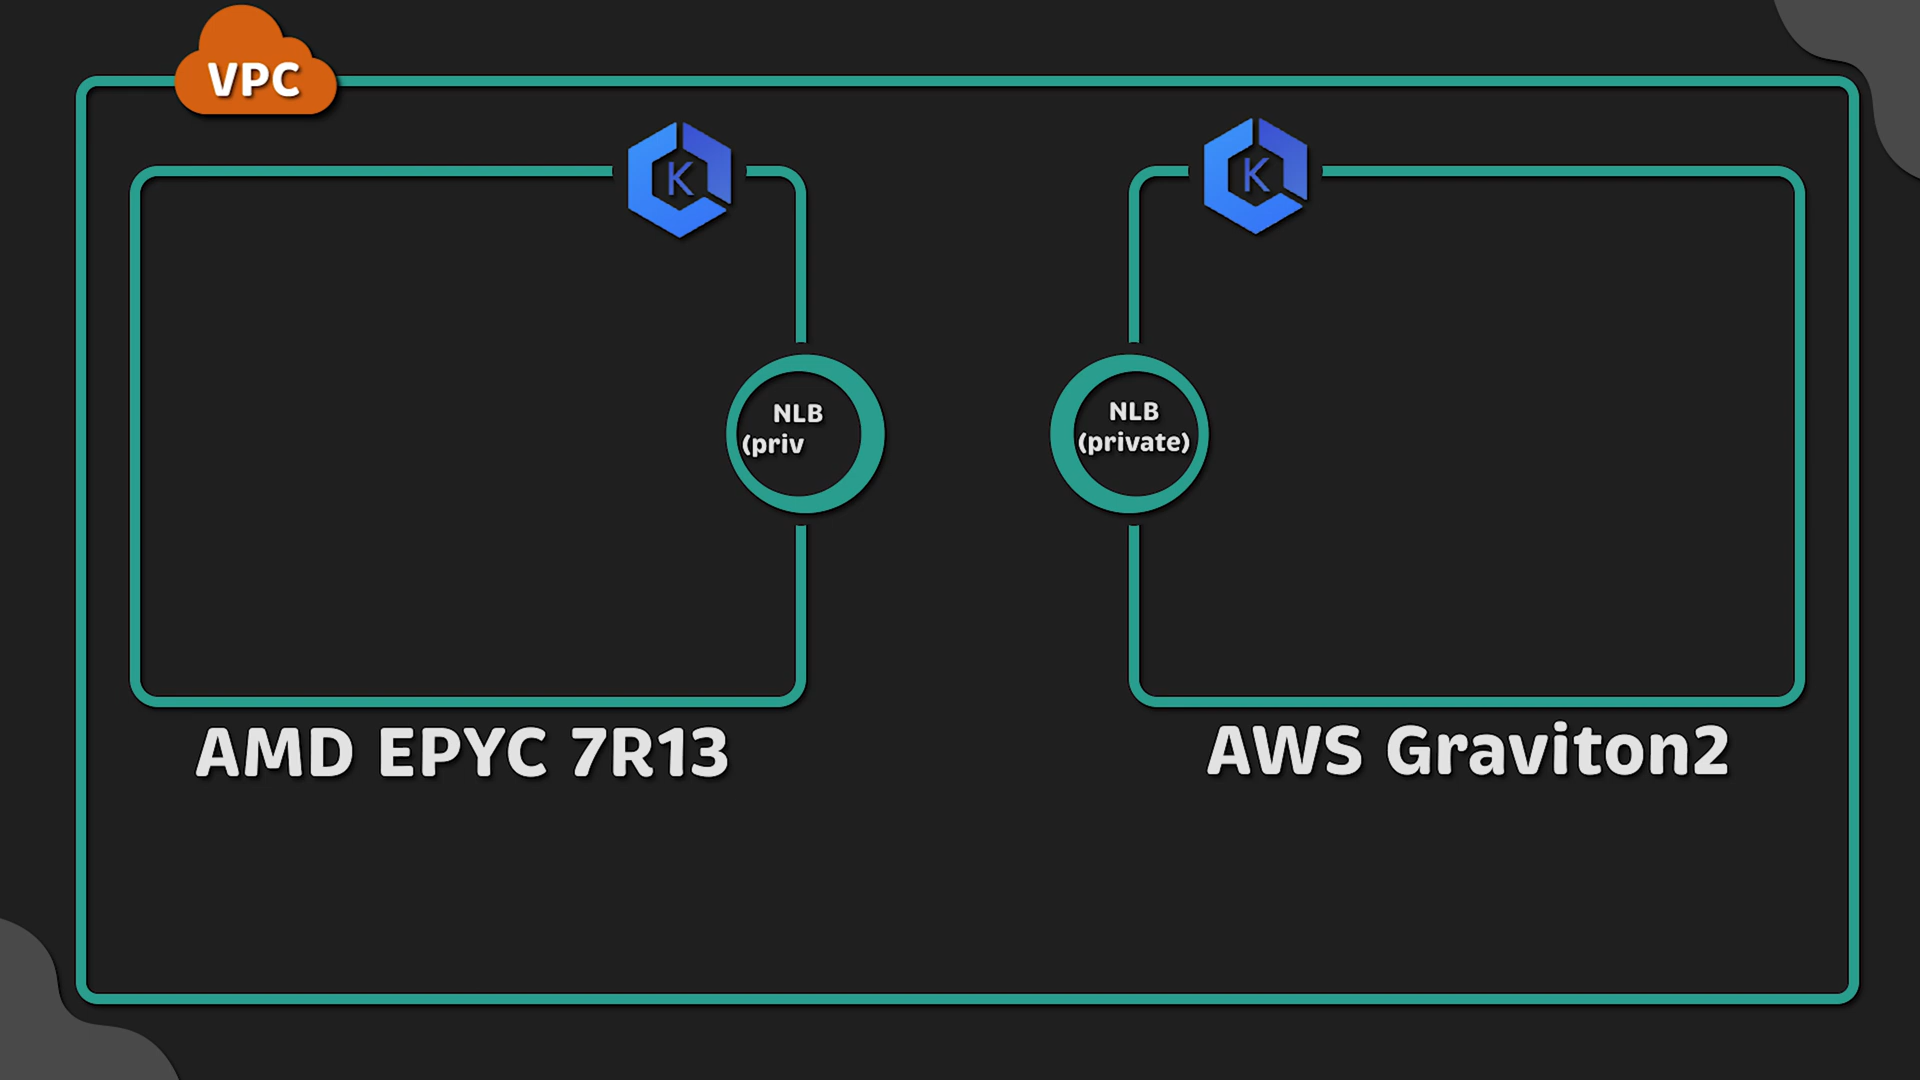 VPC
K
K
NLB
(priv
NLB
(private)
AMD EPYC 7R13
AWS Graviton2